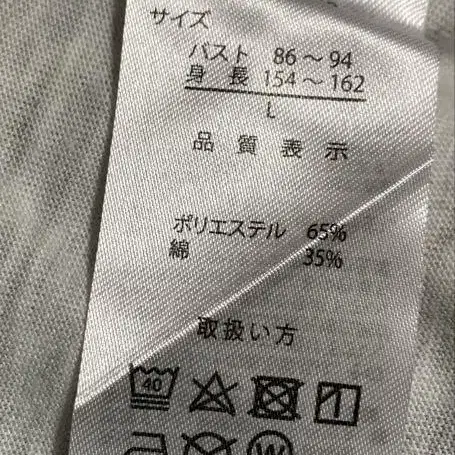 サイズ
バスト 86～94
身長 154～162
L
品質表示
ポリエステル 65%
綿 35%
取扱い方
40
W